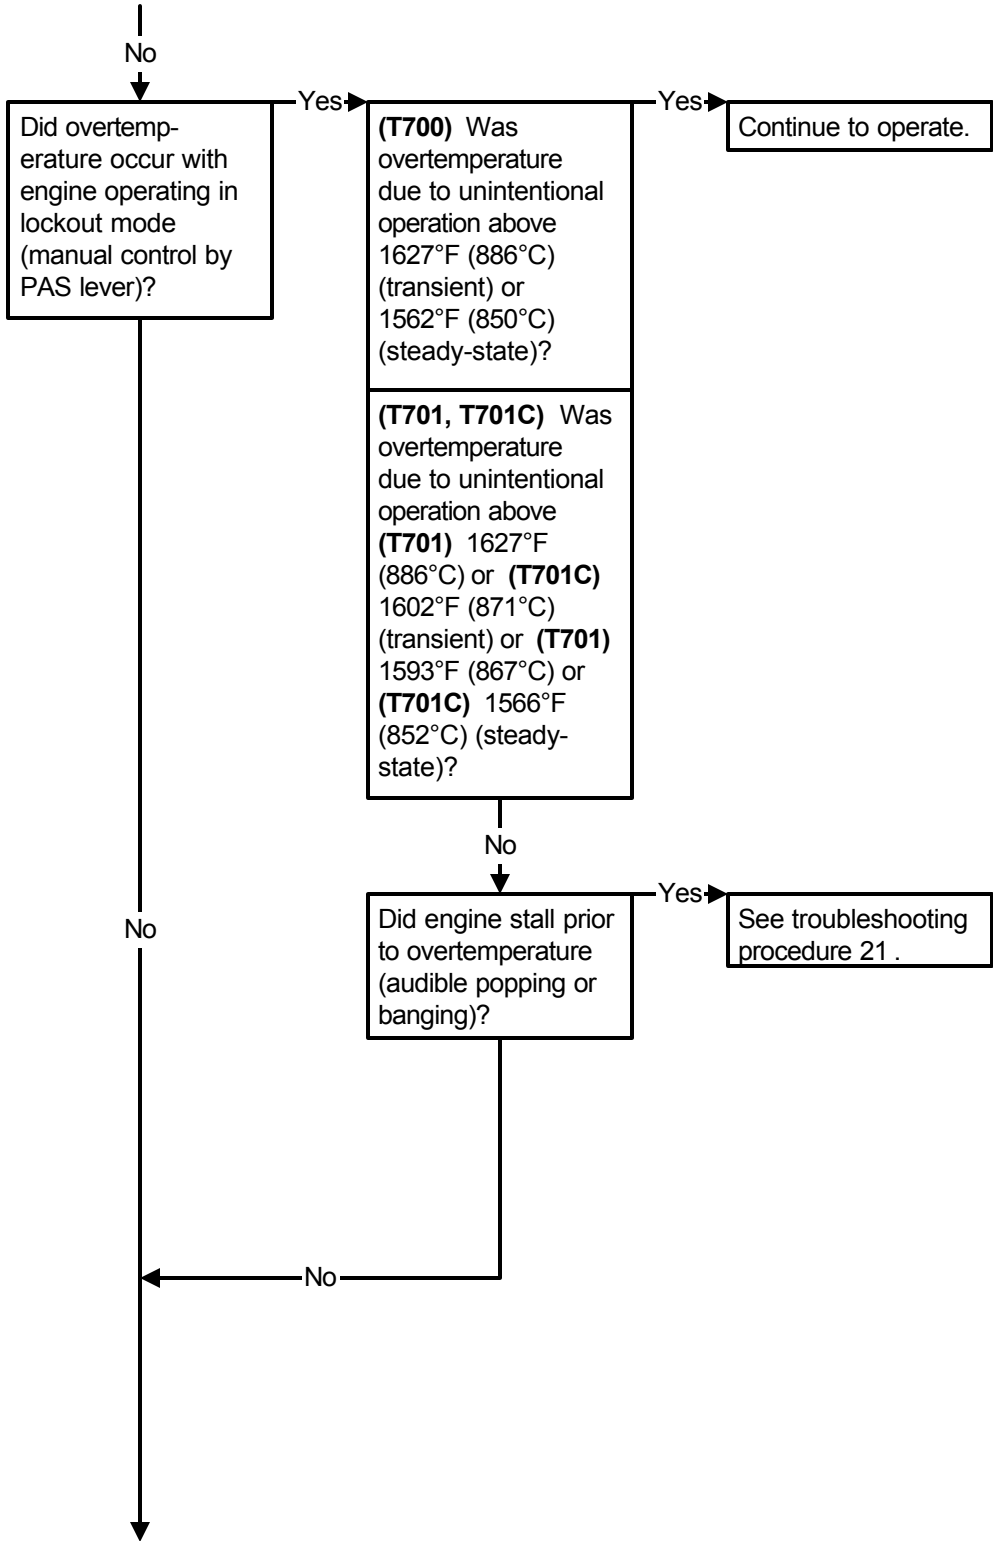 No
Did overtemp-
erature occur with
engine operating in
lockout mode
(manual control by
PAS lever)?
Yes
(T700) Was
overtemperature
due to unintentional
operation above
1627°F (886°C)
(transient) or
1562°F (850°C)
(steady-state)?
Yes
Continue to operate.
(T701, T701C) Was
overtemperature
due to unintentional
operation above
(T701) 1627°F
(886°C) or (T701C)
1602°F (871°C)
(transient) or (T701)
1593°F (867°C) or
(T701C) 1566°F
(852°C) (steady-
state)?
No
Did engine stall prior
to overtemperature
(audible popping or
banging)?
Yes
See troubleshooting
procedure 21 .
No
No